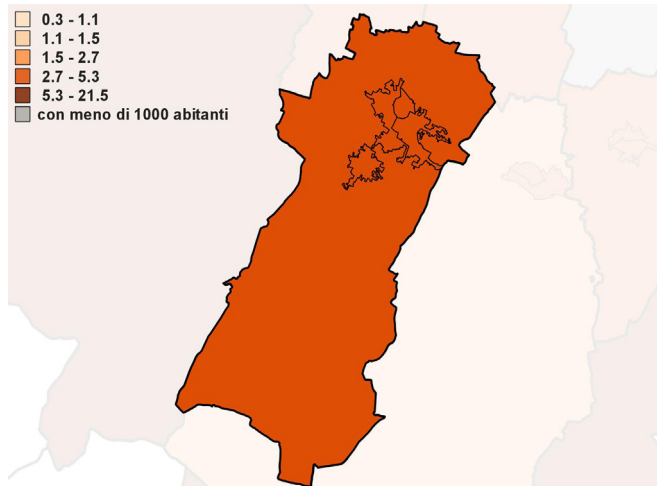 0.3 - 1.1
1.1 - 1.5
1.5 - 2.7
2.7 - 5.3
5.3 - 21.5
con meno di 1000 abitanti